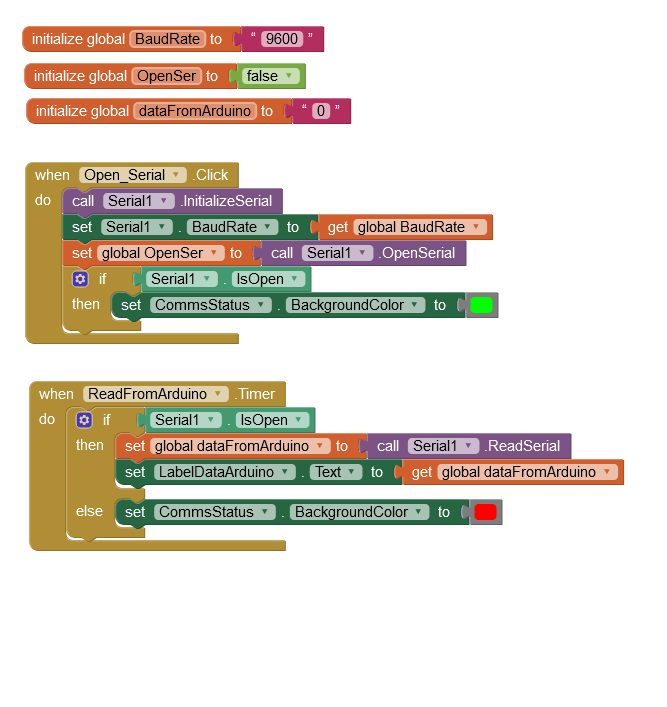 initialize global BaudRate to " 9600 "
initialize global OpenSer to false
initialize global dataFromArduino to " 0 "
when Open_Serial .Click
do call Serial1 .InitializeSerial
set Serial1 . BaudRate to get global BaudRate
set global OpenSer to call Serial1 .OpenSerial
if Serial1 . IsOpen
then set CommsStatus . BackgroundColor to
when ReadFromArduino .Timer
do if Serial1 . IsOpen
then set global dataFromArduino to call Serial1 .ReadSerial
set LabelDataArduino . Text to get global dataFromArduino
else set CommsStatus . BackgroundColor to